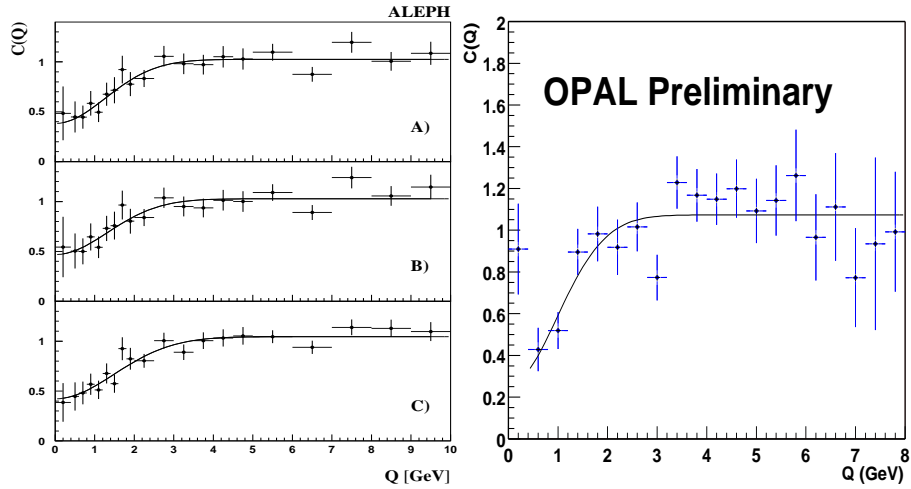 ALEPH
C(Q)
1
0.5
0
A)
1
0.5
0
B)
1
0.5
0
C)
0 1 2 3 4 5 6 7 8 9 10
Q [GeV]
C(Q)
2
1.8
1.6
1.4
1.2
1
0.8
0.6
0.4
0.2
0
OPAL Preliminary
0 1 2 3 4 5 6 7 8
Q (GeV)